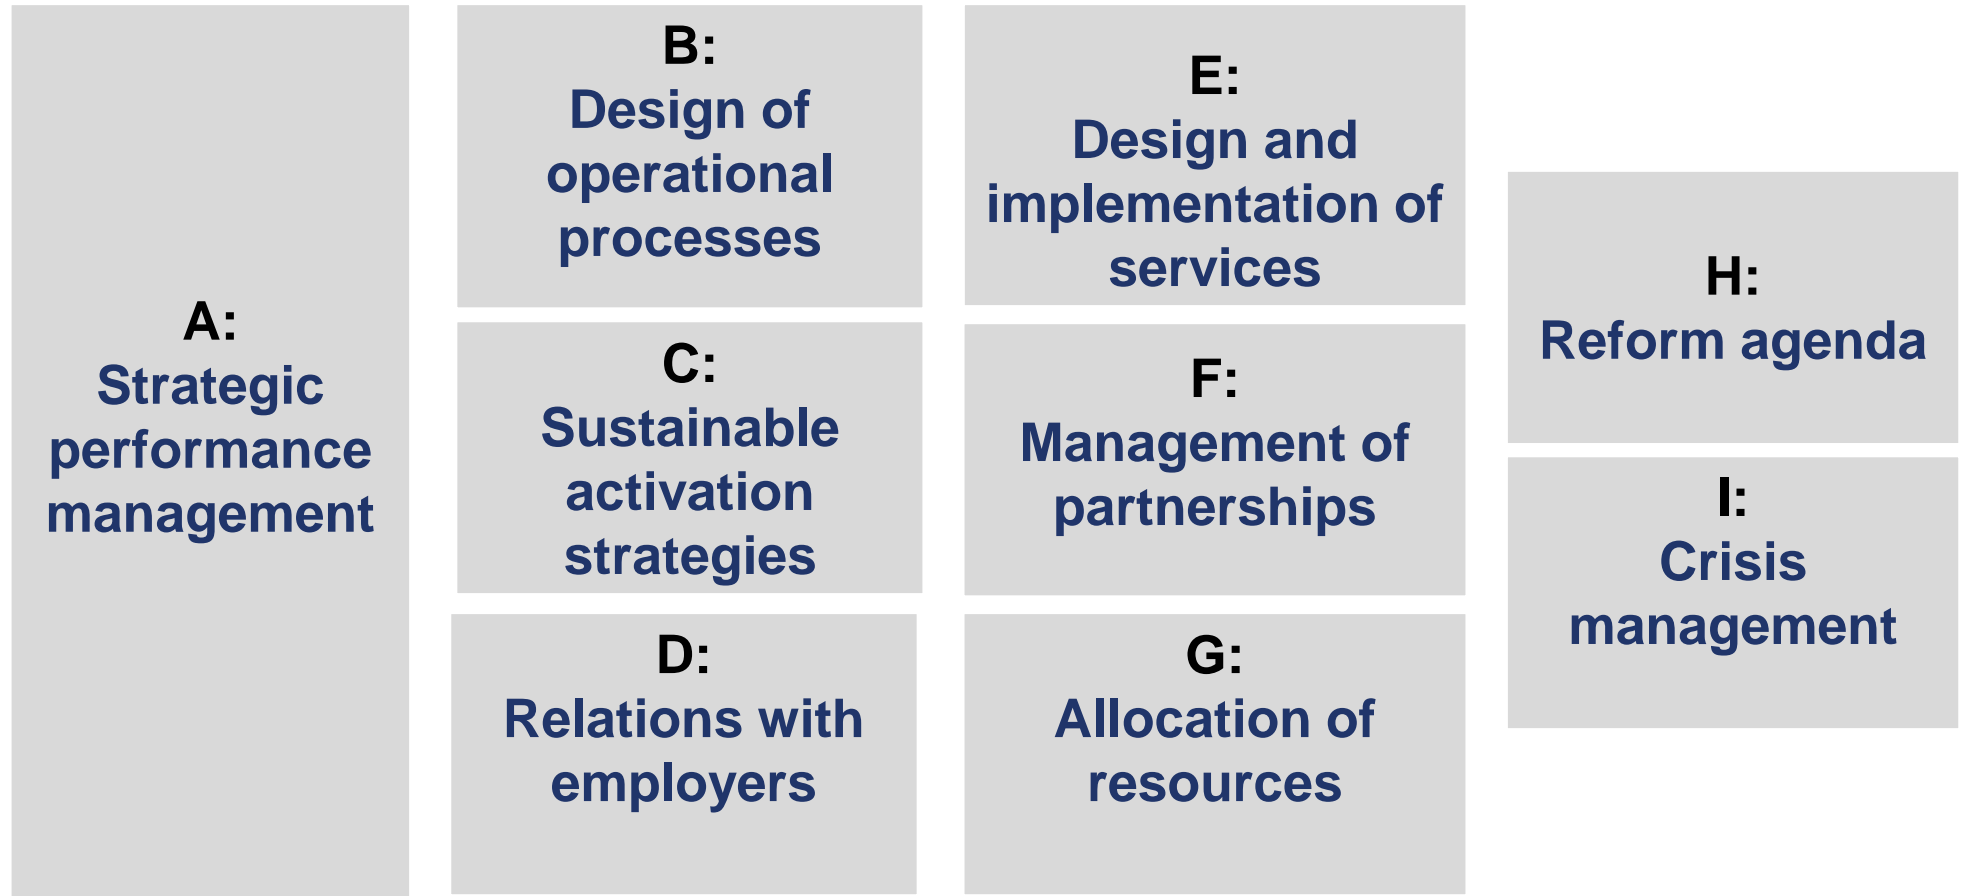 A:
Strategic
performance
management
B:
Design of
operational
processes
C:
Sustainable
activation
strategies
D:
Relations with
employers
E:
Design and
implementation of
services
F:
Management of
partnerships
G:
Allocation of
resources
H:
Reform agenda
I:
Crisis
management